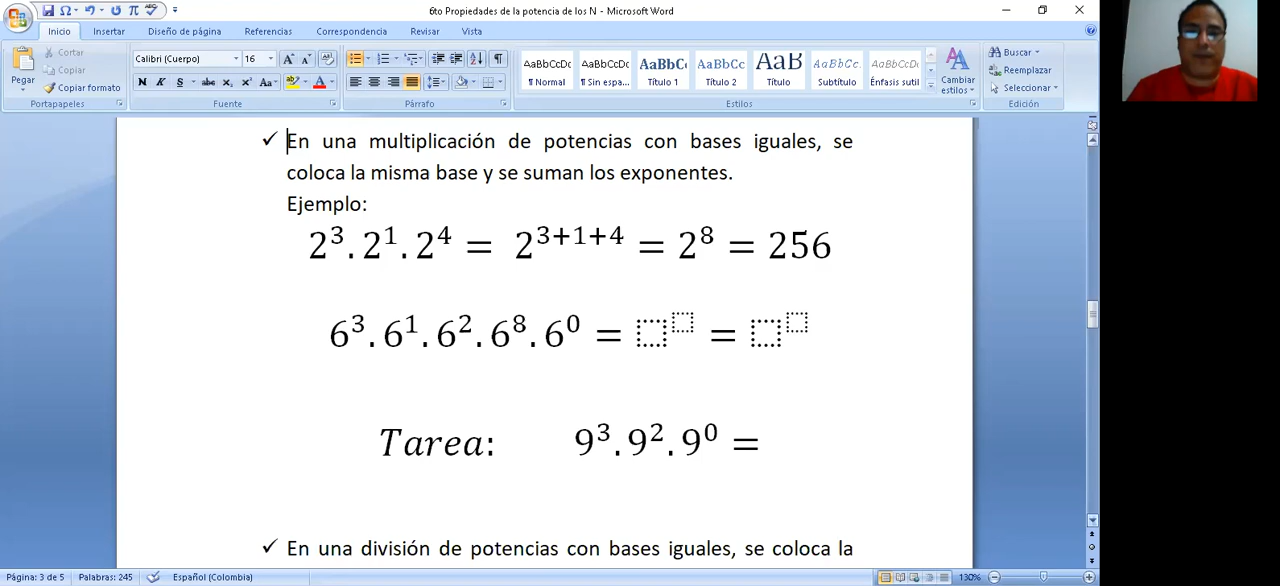 6to Propiedades de la potencia de los N - Microsoft Word
Inicio Insertar Diseño de página Referencias Correspondencia Revisar Vista
Pegar
Cortar
Copiar
Copiar formato
Portapapeles
Calibri (Cuerpo) 16
Fuente
Párrafo
AaBbCcDc AaBbCcDc AaBbC AaBbCc AaB AaBbCc. AaBbCcDc
¶ Normal ¶ Sin espa... Título 1 Título 2 Título Subtítulo Énfasis sutil
Estilos
Cambiar estilos
Buscar
Reemplazar
Seleccionar
Edición
✓ En una multiplicación de potencias con bases iguales, se
coloca la misma base y se suman los exponentes.
Ejemplo:
2³.2¹.2⁴ = 2³⁺¹⁺⁴ = 2⁸ = 256
6³.6¹.6².6⁸.6⁰ = ⬚^⬚ = ⬚^⬚
Tarea: 9³.9².9⁰ =
✓ En una división de potencias con bases iguales, se coloca la
Página: 3 de 5 Palabras: 245 Español (Colombia) 130%